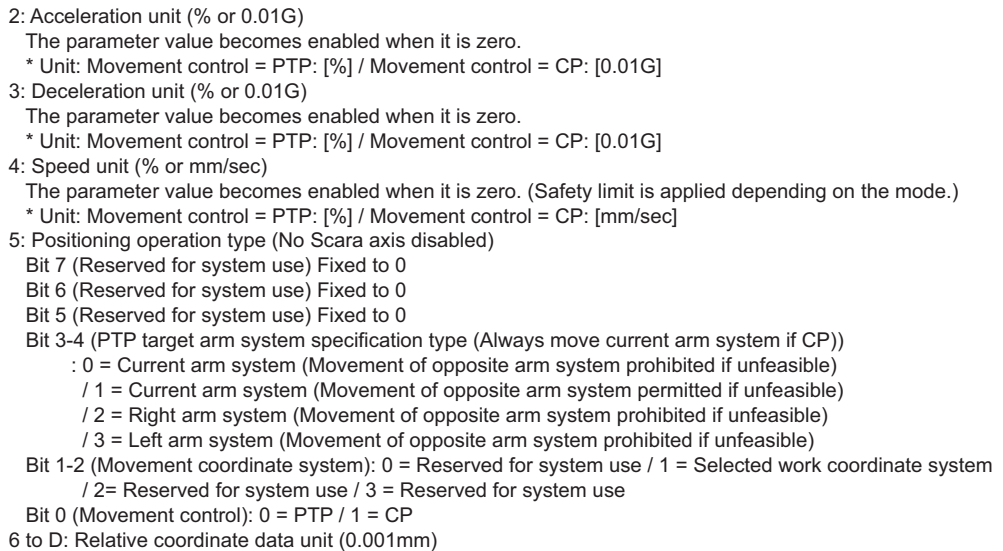 2: Acceleration unit (% or 0.01G)
The parameter value becomes enabled when it is zero.
* Unit: Movement control = PTP: [%] / Movement control = CP: [0.01G]
3: Deceleration unit (% or 0.01G)
The parameter value becomes enabled when it is zero.
* Unit: Movement control = PTP: [%] / Movement control = CP: [0.01G]
4: Speed unit (% or mm/sec)
The parameter value becomes enabled when it is zero. (Safety limit is applied depending on the mode.)
* Unit: Movement control = PTP: [%] / Movement control = CP: [mm/sec]
5: Positioning operation type (No Scara axis disabled)
Bit 7 (Reserved for system use) Fixed to 0
Bit 6 (Reserved for system use) Fixed to 0
Bit 5 (Reserved for system use) Fixed to 0
Bit 3-4 (PTP target arm system specification type (Always move current arm system if CP))
: 0 = Current arm system (Movement of opposite arm system prohibited if unfeasible)
/ 1 = Current arm system (Movement of opposite arm system permitted if unfeasible)
/ 2 = Right arm system (Movement of opposite arm system prohibited if unfeasible)
/ 3 = Left arm system (Movement of opposite arm system prohibited if unfeasible)
Bit 1-2 (Movement coordinate system): 0 = Reserved for system use / 1 = Selected work coordinate system
/ 2= Reserved for system use / 3 = Reserved for system use
Bit 0 (Movement control): 0 = PTP / 1 = CP
6 to D: Relative coordinate data unit (0.001mm)